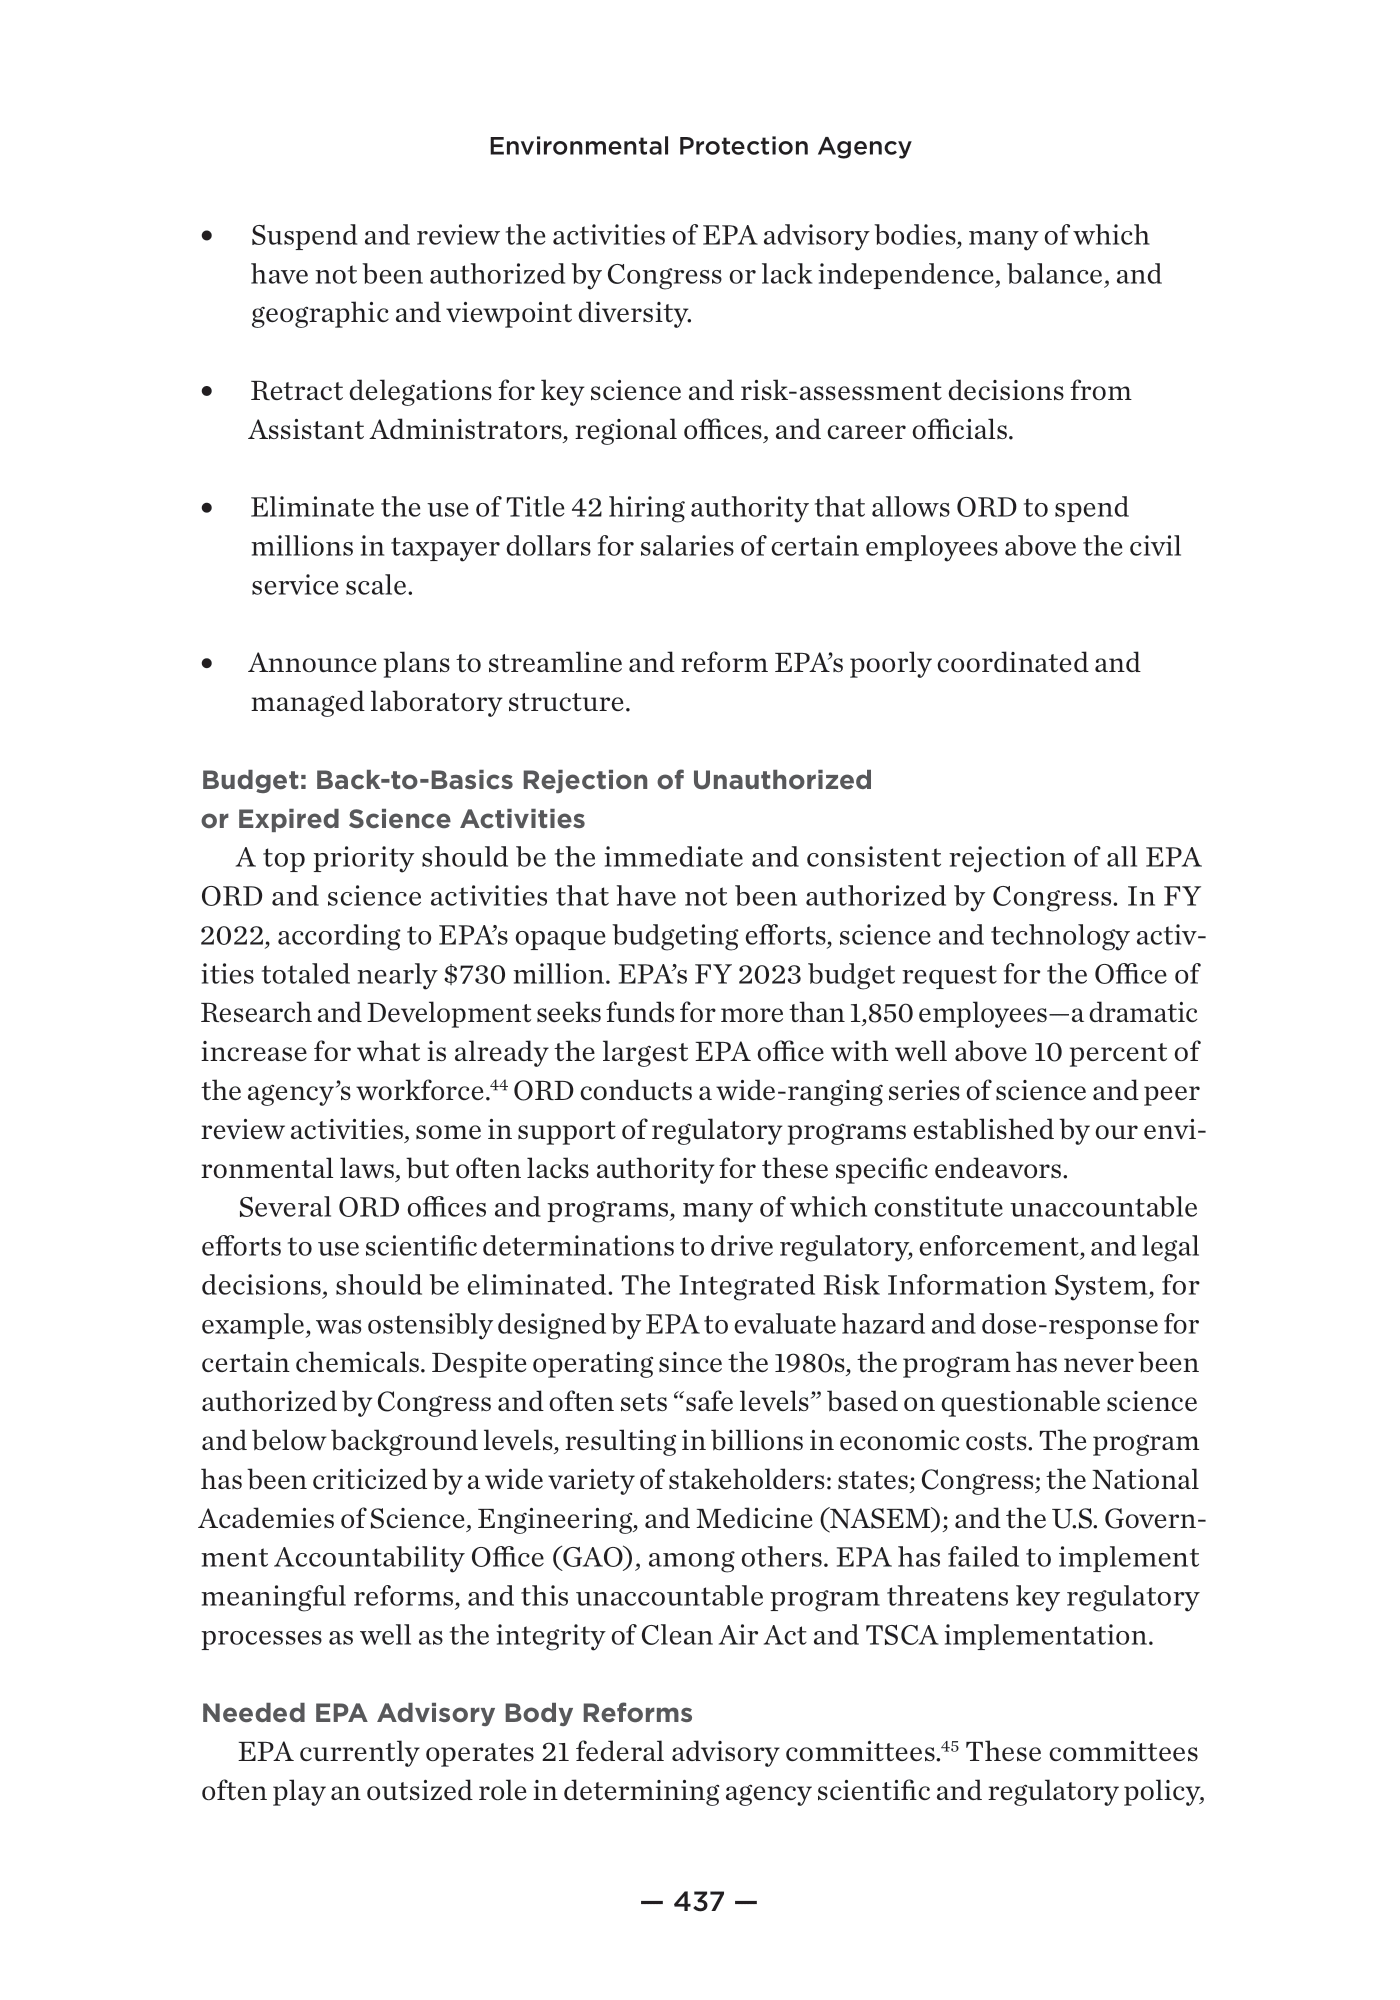 Environmental Protection Agency
• Suspend and review the activities of EPA advisory bodies, many of which
have not been authorized by Congress or lack independence, balance, and
geographic and viewpoint diversity.
• Retract delegations for key science and risk-assessment decisions from
Assistant Administrators, regional offices, and career officials.
• Eliminate the use of Title 42 hiring authority that allows ORD to spend
millions in taxpayer dollars for salaries of certain employees above the civil
service scale.
• Announce plans to streamline and reform EPA’s poorly coordinated and
managed laboratory structure.
Budget: Back-to-Basics Rejection of Unauthorized
or Expired Science Activities
A top priority should be the immediate and consistent rejection of all EPA
ORD and science activities that have not been authorized by Congress. In FY
2022, according to EPA’s opaque budgeting efforts, science and technology activ-
ities totaled nearly $730 million. EPA’s FY 2023 budget request for the Office of
Research and Development seeks funds for more than 1,850 employees—a dramatic
increase for what is already the largest EPA office with well above 10 percent of
the agency’s workforce.44 ORD conducts a wide-ranging series of science and peer
review activities, some in support of regulatory programs established by our envi-
ronmental laws, but often lacks authority for these specific endeavors.
Several ORD offices and programs, many of which constitute unaccountable
efforts to use scientific determinations to drive regulatory, enforcement, and legal
decisions, should be eliminated. The Integrated Risk Information System, for
example, was ostensibly designed by EPA to evaluate hazard and dose-response for
certain chemicals. Despite operating since the 1980s, the program has never been
authorized by Congress and often sets “safe levels” based on questionable science
and below background levels, resulting in billions in economic costs. The program
has been criticized by a wide variety of stakeholders: states; Congress; the National
Academies of Science, Engineering, and Medicine (NASEM); and the U.S. Govern-
ment Accountability Office (GAO), among others. EPA has failed to implement
meaningful reforms, and this unaccountable program threatens key regulatory
processes as well as the integrity of Clean Air Act and TSCA implementation.
Needed EPA Advisory Body Reforms
EPA currently operates 21 federal advisory committees.45 These committees
often play an outsized role in determining agency scientific and regulatory policy,
— 437 —